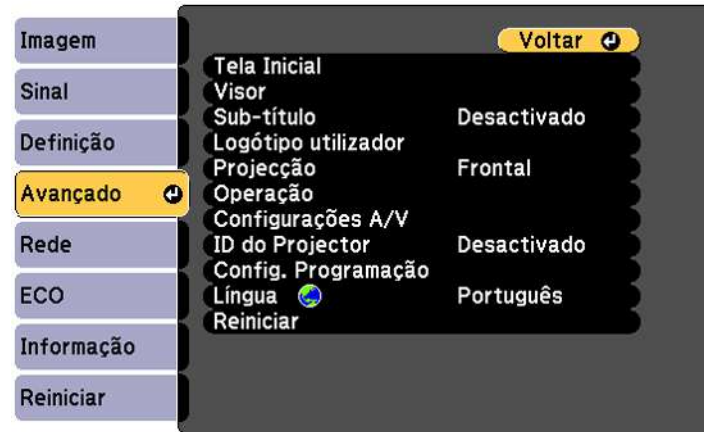 Imagem
Sinal
Definição
Avançado
Rede
ECO
Informação
Reiniciar
Voltar
Tela Inicial
Visor
Sub-título Desactivado
Logótipo utilizador
Projecção Frontal
Operação
Configurações A/V
ID do Projector Desactivado
Config. Programação
Língua Português
Reiniciar